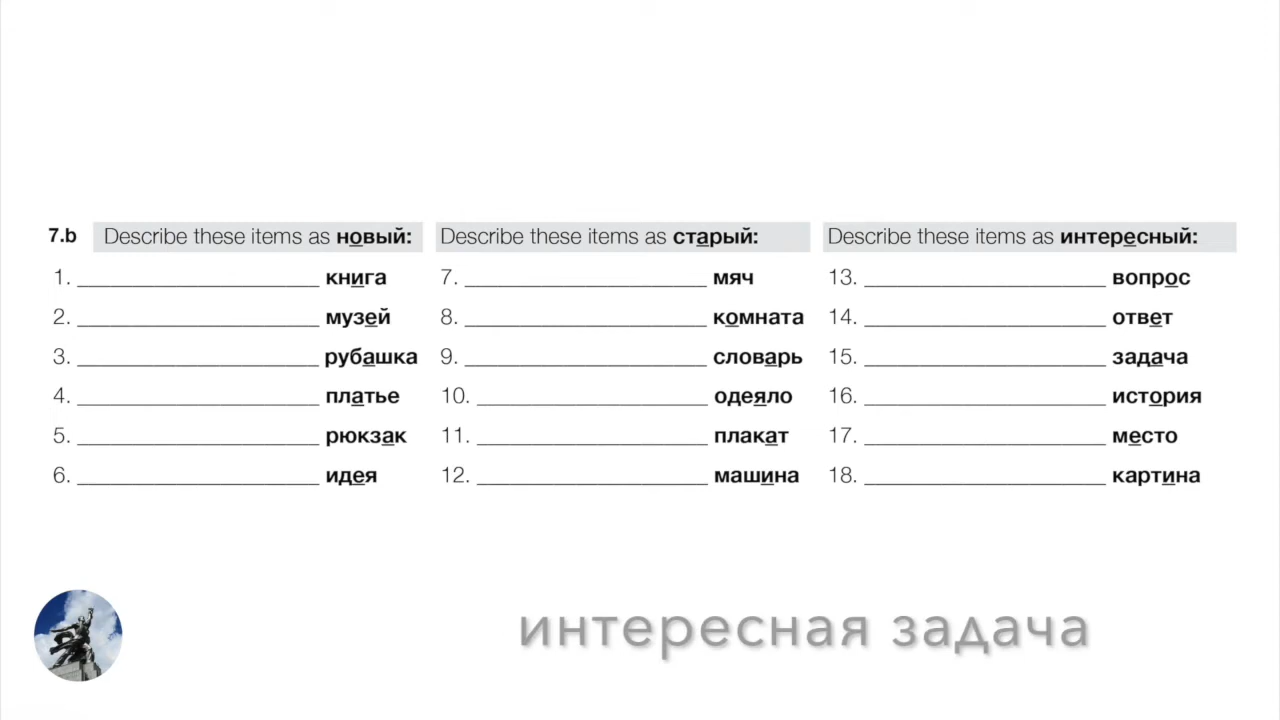 7.b Describe these items as новый: Describe these items as старый: Describe these items as интересный:
1. ____________________ книга 7. ____________________ мяч 13. ____________________ вопрос
2. ____________________ музей 8. ____________________ комната 14. ____________________ ответ
3. ____________________ рубашка 9. ____________________ словарь 15. ____________________ задача
4. ____________________ платье 10. ___________________ одеяло 16. ____________________ история
5. ____________________ рюкзак 11. ___________________ плакат 17. ____________________ место
6. ____________________ идея 12. ___________________ машина 18. ____________________ картина
интересная задача